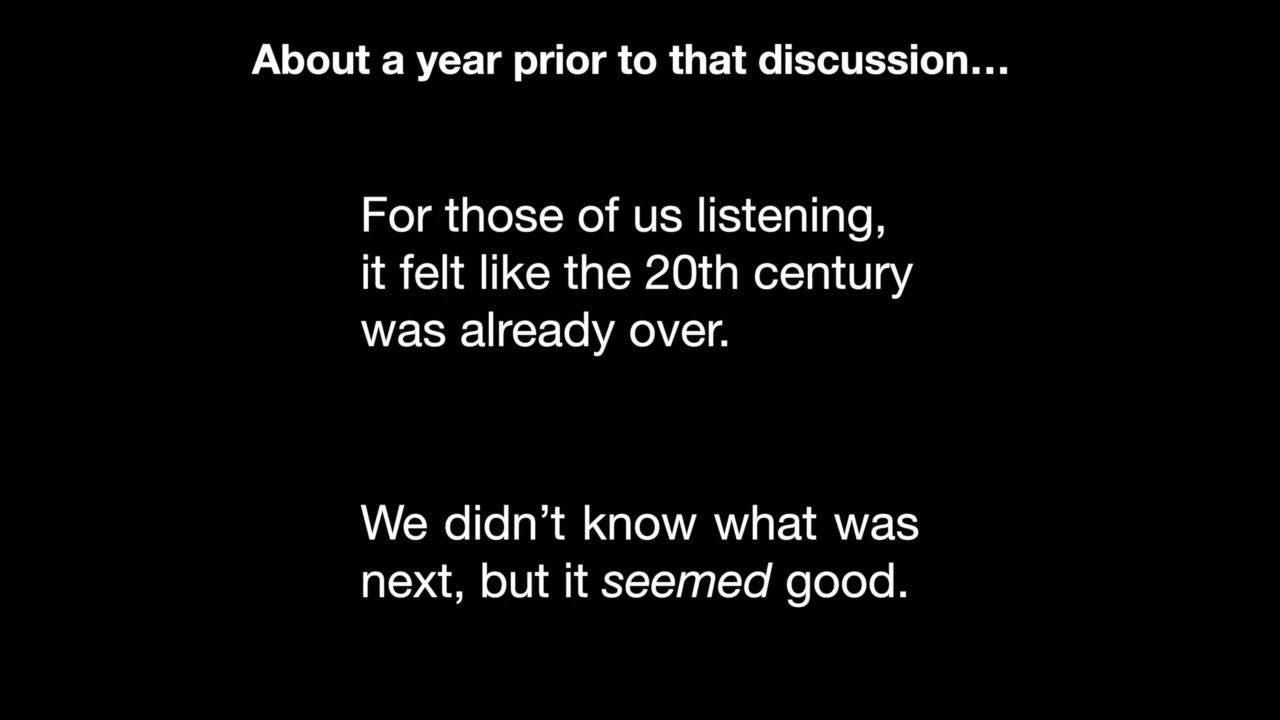 About a year prior to that discussion…
For those of us listening,
it felt like the 20th century
was already over.
We didn’t know what was
next, but it seemed good.